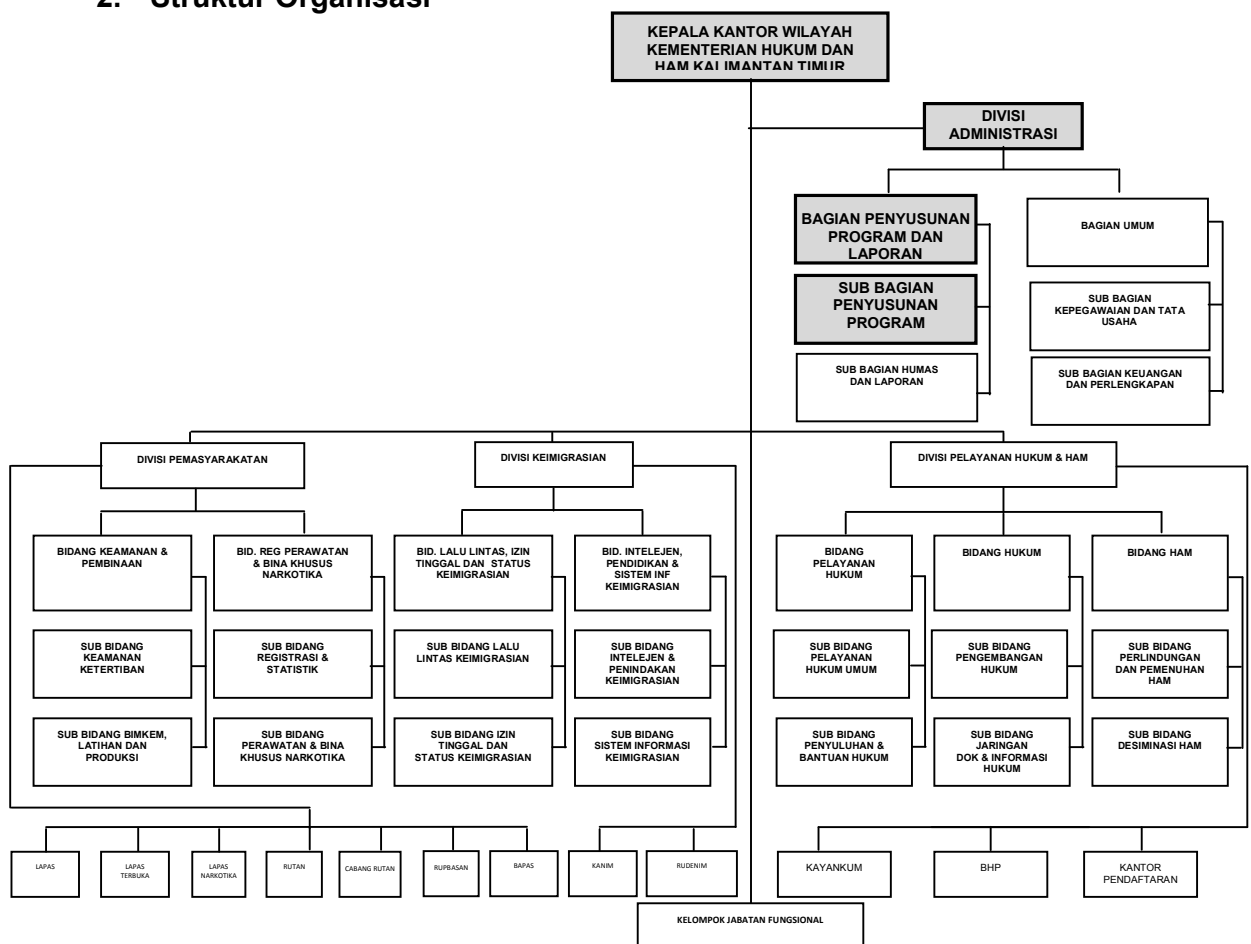 2. Struktur Organisasi
KEPALA KANTOR WILAYAH
KEMENTERIAN HUKUM DAN
HAM KALIMANTAN TIMUR
DIVISI
ADMINISTRASI
BAGIAN PENYUSUNAN
PROGRAM DAN
LAPORAN
BAGIAN UMUM
SUB BAGIAN
PENYUSUNAN
PROGRAM
SUB BAGIAN
KEPEGAWAIAN DAN TATA
USAHA
SUB BAGIAN HUMAS
DAN LAPORAN
SUB BAGIAN KEUANGAN
DAN PERLENGKAPAN
DIVISI PEMASYARAKATAN
DIVISI KEIMIGRASIAN
DIVISI PELAYANAN HUKUM & HAM
BIDANG KEAMANAN &
PEMBINAAN
BID. REG PERAWATAN
& BINA KHUSUS
NARKOTIKA
BID. LALU LINTAS, IZIN
TINGGAL DAN STATUS
KEIMIGRASIAN
BID. INTELEJEN,
PENDIDIKAN &
SISTEM INF
KEIMIGRASIAN
BIDANG
PELAYANAN
HUKUM
BIDANG HUKUM
BIDANG HAM
SUB BIDANG
KEAMANAN
KETERTIBAN
SUB BIDANG
REGISTRASI &
STATISTIK
SUB BIDANG LALU
LINTAS KEIMIGRASIAN
SUB BIDANG
INTELEJEN &
PENINDAKAN
KEIMIGRASIAN
SUB BIDANG
PELAYANAN
HUKUM UMUM
SUB BIDANG
PENGEMBANGAN
HUKUM
SUB BIDANG
PERLINDUNGAN
DAN PEMENUHAN
HAM
SUB BIDANG BIMKEM,
LATIHAN DAN
PRODUKSI
SUB BIDANG
PERAWATAN & BINA
KHUSUS NARKOTIKA
SUB BIDANG IZIN
TINGGAL DAN
STATUS KEIMIGRASIAN
SUB BIDANG
SISTEM INFORMASI
KEIMIGRASIAN
SUB BIDANG
PENYULUHAN &
BANTUAN HUKUM
SUB BIDANG
JARINGAN
DOK & INFORMASI
HUKUM
SUB BIDANG
DESIMINASI HAM
LAPAS
LAPAS
TERBUKA
LAPAS
NARKOTIKA
RUTAN
CABANG RUTAN
RUPBASAN
BAPAS
KANIM
RUDENIM
KAYANKUM
BHP
KANTOR
PENDAFTARAN
KELOMPOK JABATAN FUNGSIONAL